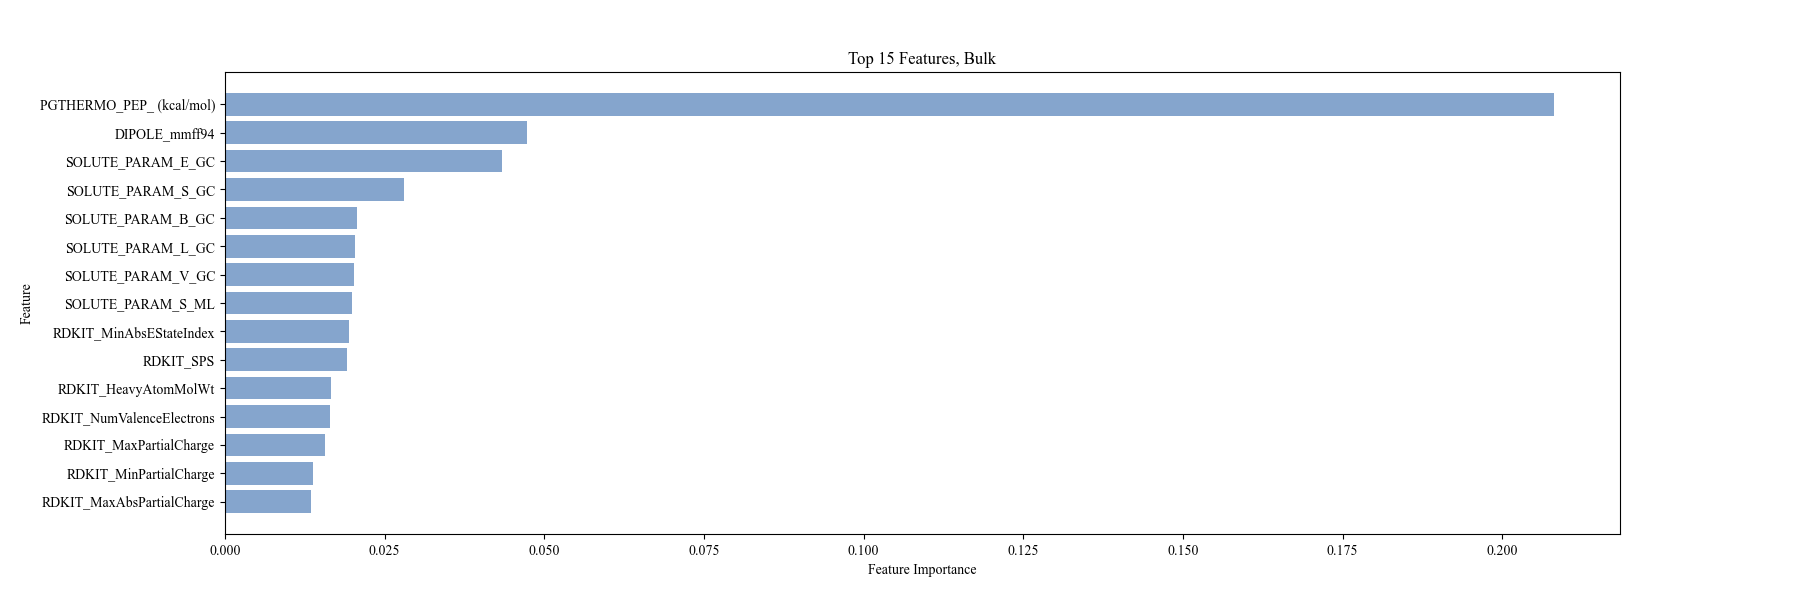 Top 15 Features, Bulk
Feature
PGTHERMO_PEP_ (kcal/mol)
DIPOLE_mmff94
SOLUTE_PARAM_E_GC
SOLUTE_PARAM_S_GC
SOLUTE_PARAM_B_GC
SOLUTE_PARAM_L_GC
SOLUTE_PARAM_V_GC
SOLUTE_PARAM_S_ML
RDKIT_MinAbsEStateIndex
RDKIT_SPS
RDKIT_HeavyAtomMolWt
RDKIT_NumValenceElectrons
RDKIT_MaxPartialCharge
RDKIT_MinPartialCharge
RDKIT_MaxAbsPartialCharge
0.000 0.025 0.050 0.075 0.100 0.125 0.150 0.175 0.200
Feature Importance